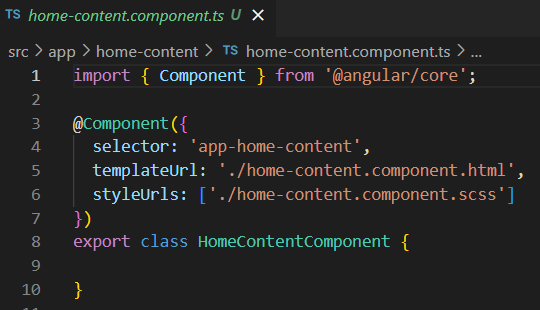 TS home-content.component.ts U ×
src > app > home-content > TS home-content.component.ts > ...
1 import { Component } from '@angular/core';
2
3 @Component({
4   selector: 'app-home-content',
5   templateUrl: './home-content.component.html',
6   styleUrls: ['./home-content.component.scss']
7 })
8 export class HomeContentComponent {
9
10 }
11